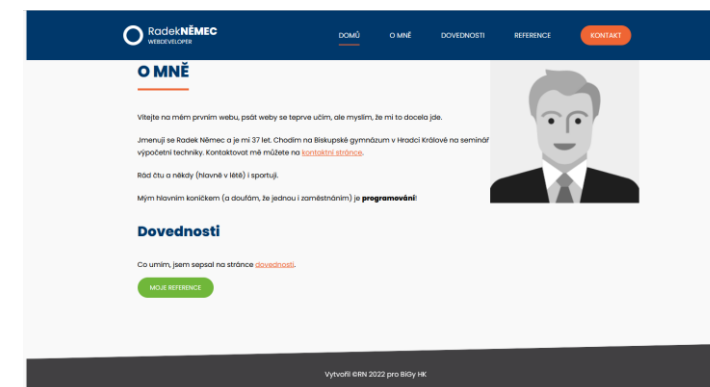 RadekNĚMEC
WEBDEVELOPER
DOMŮ
O MNĚ
DOVEDNOSTI
REFERENCE
KONTAKT
O MNĚ
Vítejte na mém prvním webu, psát weby se teprve učím, ale myslím, že mi to docela jde.
Jmenuji se Radek Němec a je mi 37 let. Chodím na Biskupské gymnázum v Hradci Králové na seminář
výpočetní techniky. Kontaktovat mě můžete na kontaktní stránce.
Rád čtu a někdy (hlavně v létě) i sportuji.
Mým hlavním koníčkem (a doufám, že jednou i zaměstnáním) je programování!
Dovednosti
Co umím, jsem sepsal na stránce dovedností.
MOJE REFERENCE
Vytvořil ©RN 2022 pro BiGy HK